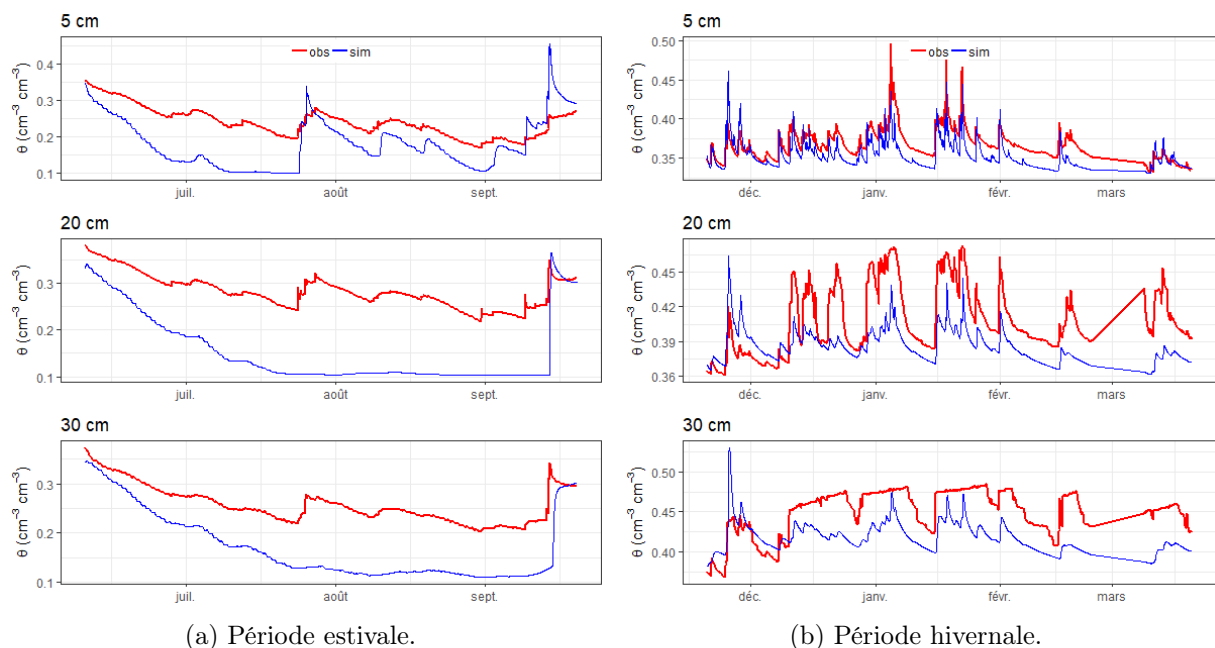 5 cm
obs sim
θ (cm⁻³ cm⁻³)
0.4
0.3
0.2
0.1
juil. août sept.
20 cm
θ (cm⁻³ cm⁻³)
0.3
0.2
0.1
juil. août sept.
30 cm
θ (cm⁻³ cm⁻³)
0.3
0.2
0.1
juil. août sept.
(a) Période estivale.
5 cm
obs sim
θ (cm⁻³ cm⁻³)
0.50
0.45
0.40
0.35
déc. janv. févr. mars
20 cm
θ (cm⁻³ cm⁻³)
0.45
0.42
0.39
0.36
déc. janv. févr. mars
30 cm
θ (cm⁻³ cm⁻³)
0.50
0.45
0.40
déc. janv. févr. mars
(b) Période hivernale.